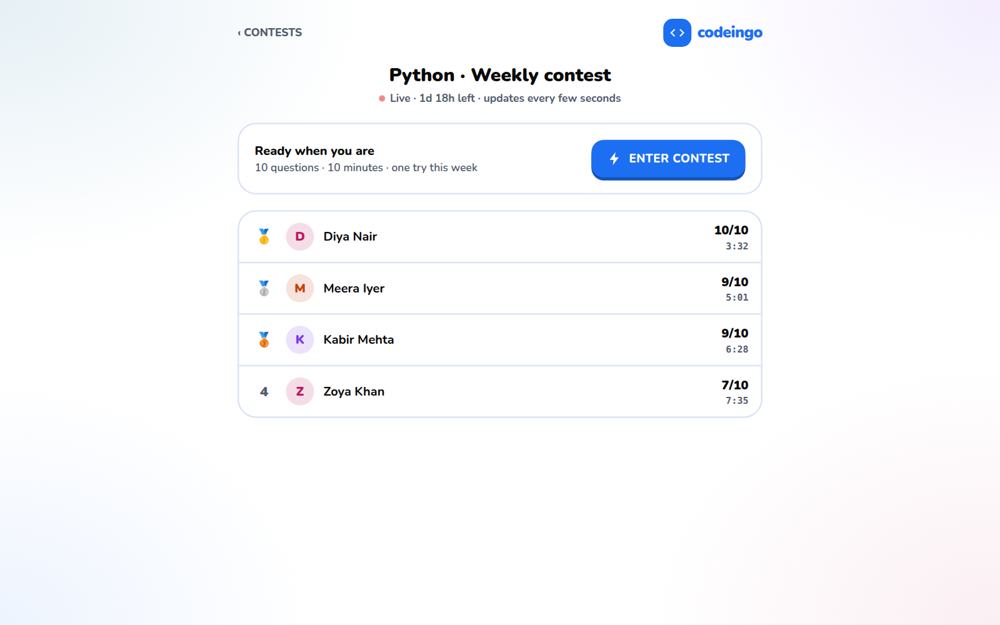 ‹ CONTESTS
codeingo
Python · Weekly contest
Live · 1d 18h left · updates every few seconds
Ready when you are
10 questions · 10 minutes · one try this week
ENTER CONTEST
D Diya Nair 10/10
3:32
2 M Meera Iyer 9/10
5:01
3 K Kabir Mehta 9/10
6:28
4 Z Zoya Khan 7/10
7:35